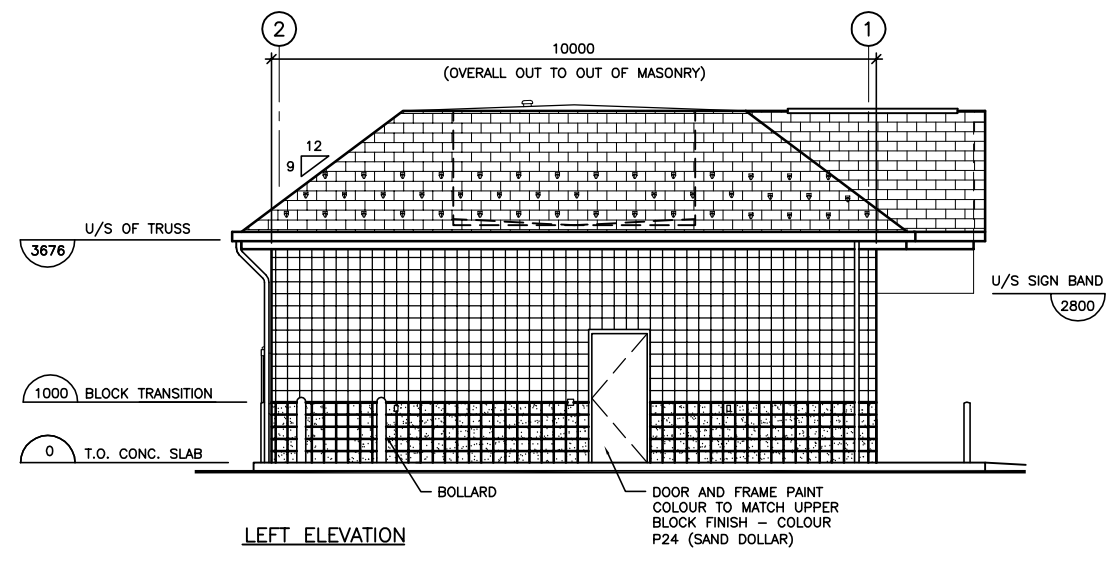 2
1
10000
(OVERALL OUT TO OUT OF MASONRY)
12
9
U/S OF TRUSS
3676
U/S SIGN BAND
2800
1000 BLOCK TRANSITION
0 T.O. CONC. SLAB
BOLLARD
DOOR AND FRAME PAINT
COLOUR TO MATCH UPPER
BLOCK FINISH – COLOUR
P24 (SAND DOLLAR)
LEFT ELEVATION